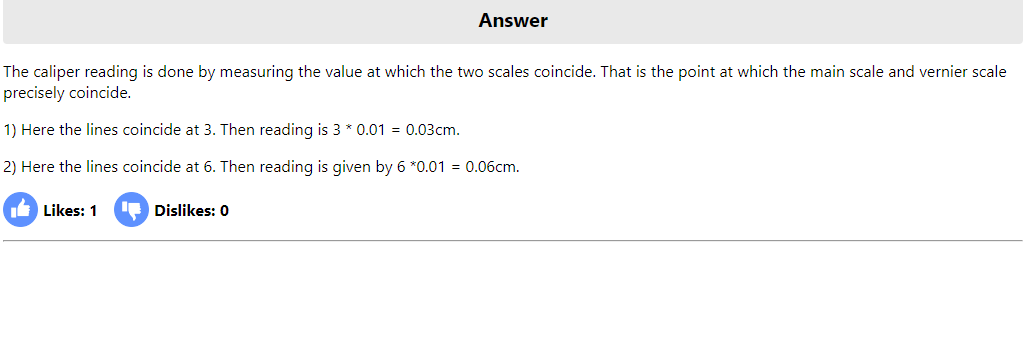 Answer
The caliper reading is done by measuring the value at which the two scales coincide. That is the point at which the main scale and vernier scale
precisely coincide.
1) Here the lines coincide at 3. Then reading is 3 * 0.01 = 0.03cm.
2) Here the lines coincide at 6. Then reading is given by 6 *0.01 = 0.06cm.
Likes: 1 Dislikes: 0